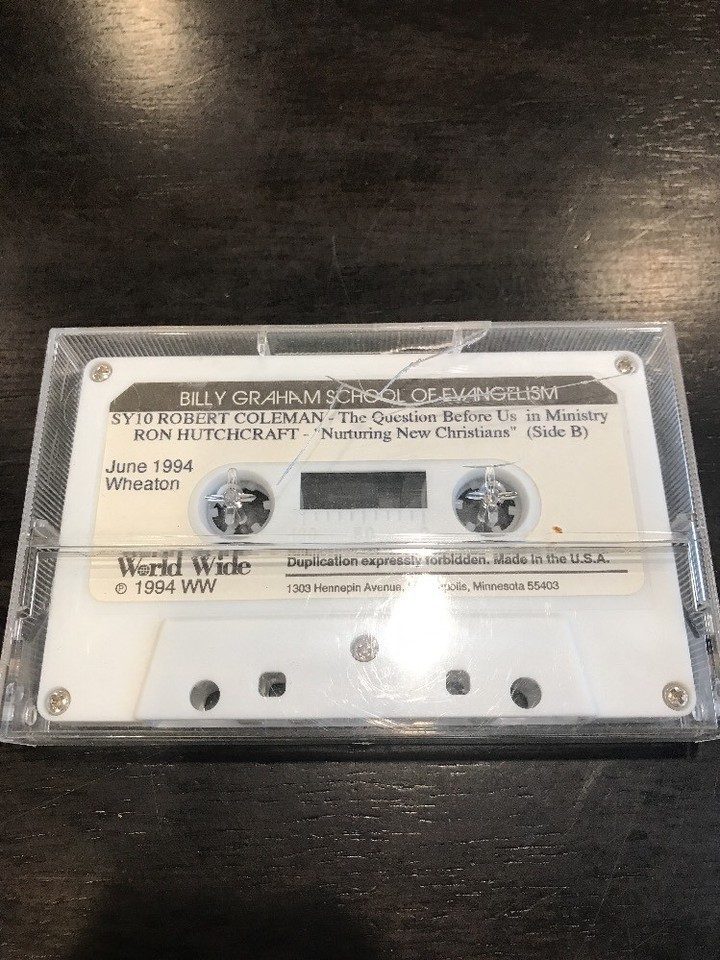 BILLY GRAHAM SCHOOL OF EVANGELISM
SY10 ROBERT COLEMAN - The Question Before Us in Ministry
RON HUTCHCRAFT - "Nurturing New Christians" (Side B)
June 1994
Wheaton
World Wide
Duplication expressly forbidden. Made in the U.S.A.
℗ 1994 WW
1303 Hennepin Avenue, Minnesota 55403